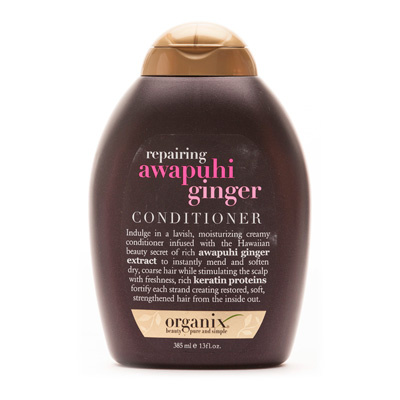 repairing
awapuhi
ginger
CONDITIONER
Indulge in a lavish, moisturizing creamy
conditioner infused with the Hawaiian
beauty secret of rich awapuhi ginger
extract to instantly mend and soften
dry, coarse hair while stimulating the scalp
with freshness, rich keratin proteins
fortify each strand creating restored, soft,
strengthened hair from the inside out.
organix®
beauty pure and simple
385 ml e 13fl. oz.